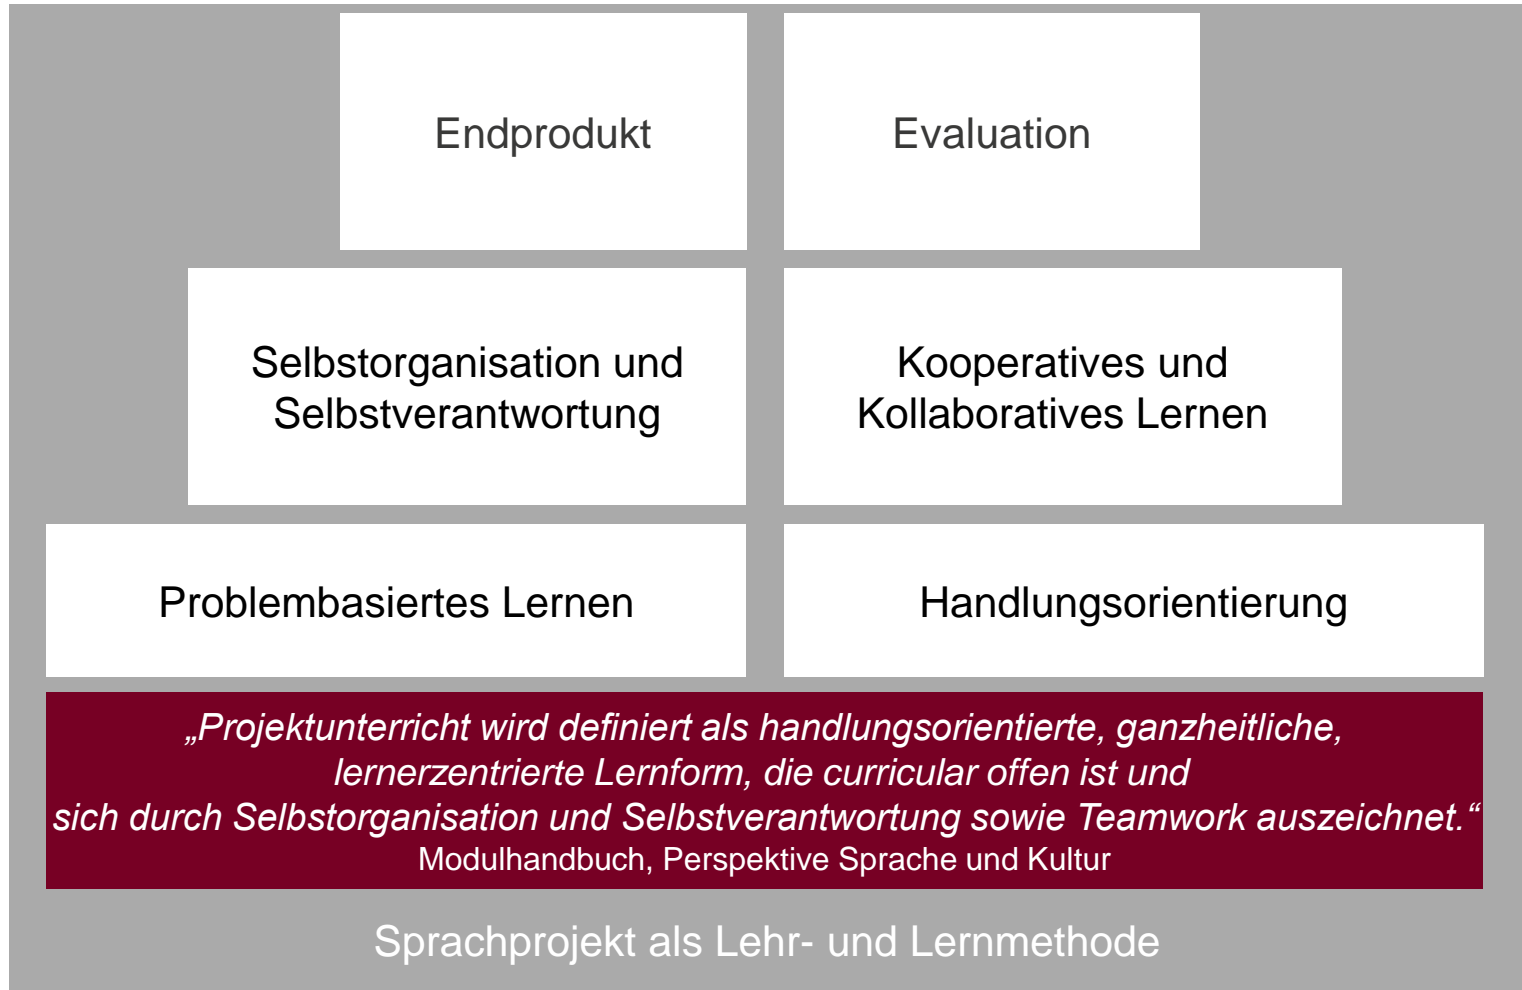 Endprodukt
Evaluation
Selbstorganisation und
Selbstverantwortung
Kooperatives und
Kollaboratives Lernen
Problembasiertes Lernen
Handlungsorientierung
„Projektunterricht wird definiert als handlungsorientierte, ganzheitliche,
lernerzentrierte Lernform, die curricular offen ist und
sich durch Selbstorganisation und Selbstverantwortung sowie Teamwork auszeichnet.“
Modulhandbuch, Perspektive Sprache und Kultur
Sprachprojekt als Lehr- und Lernmethode